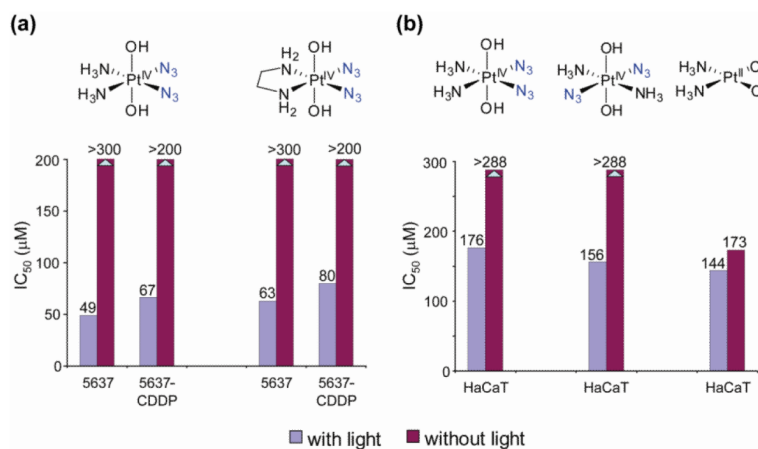 (a)
OH
H₃N
Pt
IV
N₃
H₃N
N₃
OH
OH
H₂
N
Pt
IV
N₃
N
H₂
N₃
OH
IC₅₀ (μM)
200
150
100
50
0
>300
>200
>300
>200
49
67
63
80
5637
5637-
CDDP
5637
5637-
CDDP
(b)
OH
H₃N
Pt
IV
N₃
H₃N
N₃
OH
OH
H₃N
Pt
IV
N₃
N₃
NH₃
OH
H₃N
Pt
II
H₃N
IC₅₀ (μM)
300
200
150
100
0
>288
>288
176
156
144
173
HaCaT
HaCaT
HaCaT
with light
without light